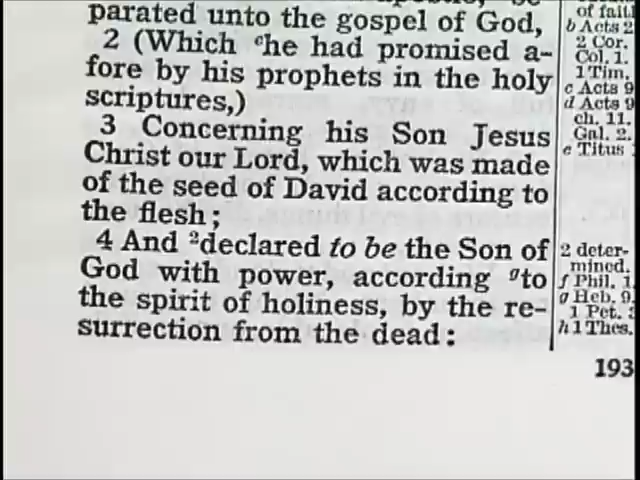 parated unto the gospel of God,
2 (Which ᶜhe had promised a-
fore by his prophets in the holy
scriptures,)
3 Concerning his Son Jesus
Christ our Lord, which was made
of the seed of David according to
the flesh;
4 And ²declared to be the Son of
God with power, according ᵍto
the spirit of holiness, by the re-
surrection from the dead:
of fait
b Acts 2
2 Cor.
Col. 1.
1 Tim.
c Acts 9
d Acts 9
ch. 11.
Gal. 2.
e Titus
2 deter-
mined.
f Phil. 1
g Heb. 9
1 Pet.
h 1 Thes.
193